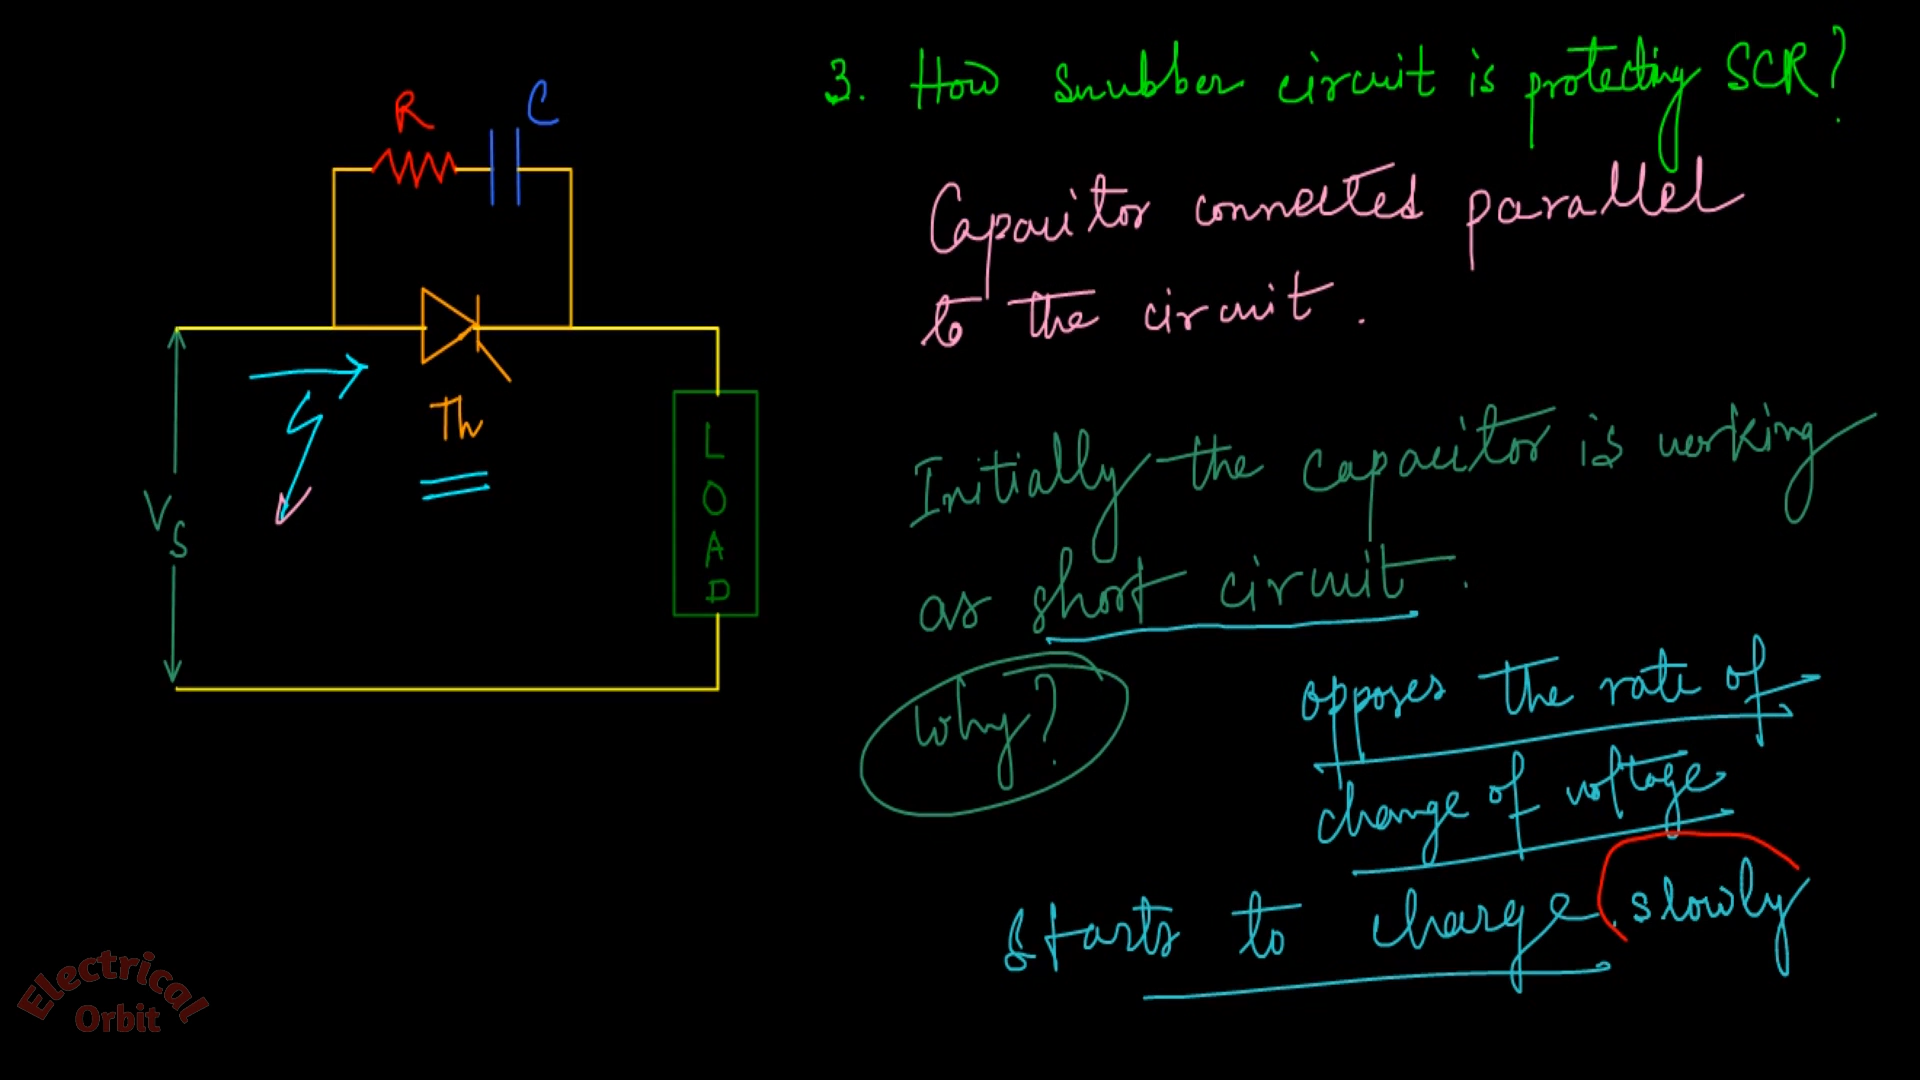 R
C
Th
Vs
LOAD
3. How snubber circuit is protecting SCR?
Capacitor connected parallel
to the circuit.
Initially the capacitor is working
as short circuit.
Why?
opposes the rate of
change of voltage
starts to charge slowly
Electrical
Orbit